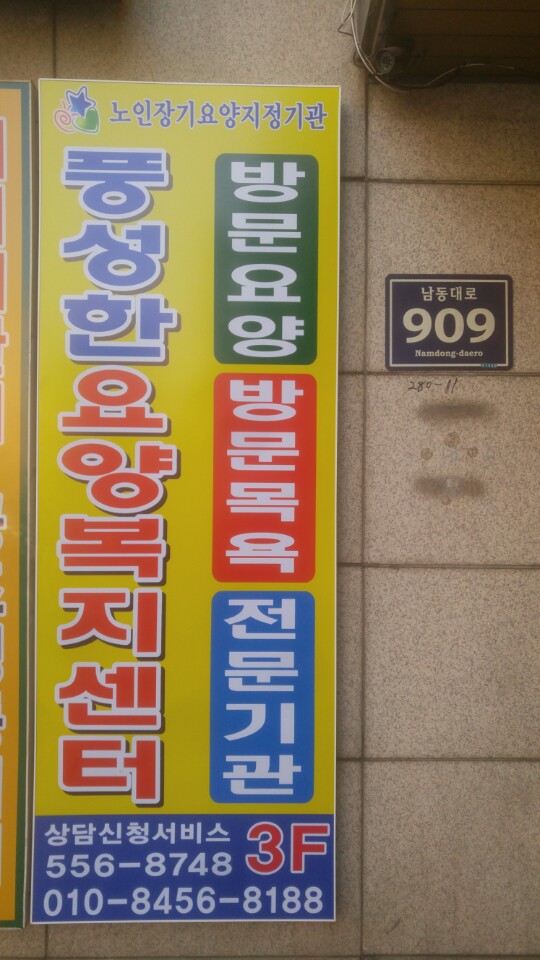 노인장기요양지정기관
풍성한요양복지센터
방문요양
방문목욕
전문기관
상담신청서비스
556-8748
3F
010-8456-8188
남동대로
909
Namdong-daero
280-11